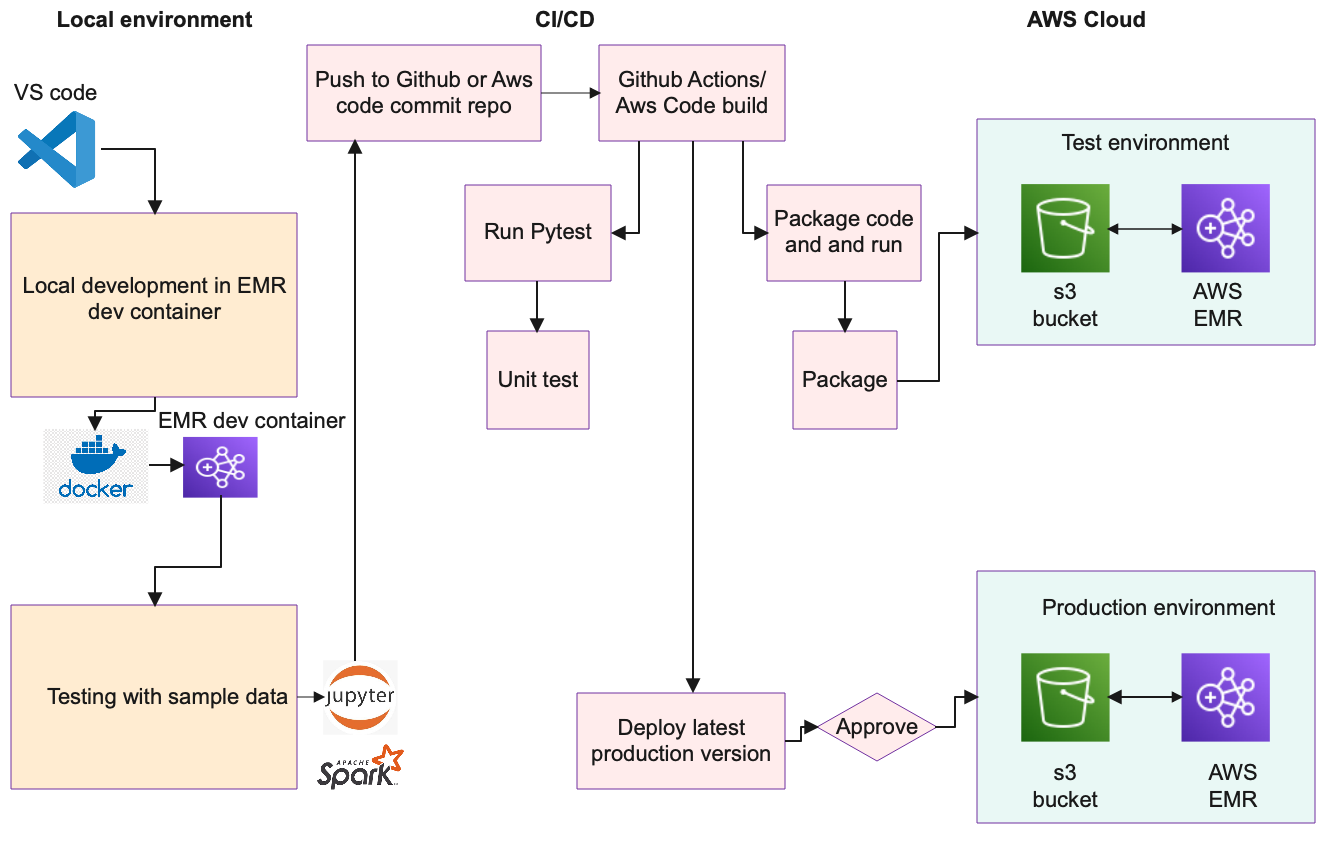 Local environment
CI/CD
AWS Cloud
VS code
Local development in EMR
dev container
docker
EMR dev container
Testing with sample data
Jupyter
APACHE
Spark
Push to Github or Aws
code commit repo
Github Actions/
Aws Code build
Run Pytest
Unit test
Package code
and and run
Package
Deploy latest
production version
Approve
Test environment
s3
bucket
AWS
EMR
Production environment
s3
bucket
AWS
EMR